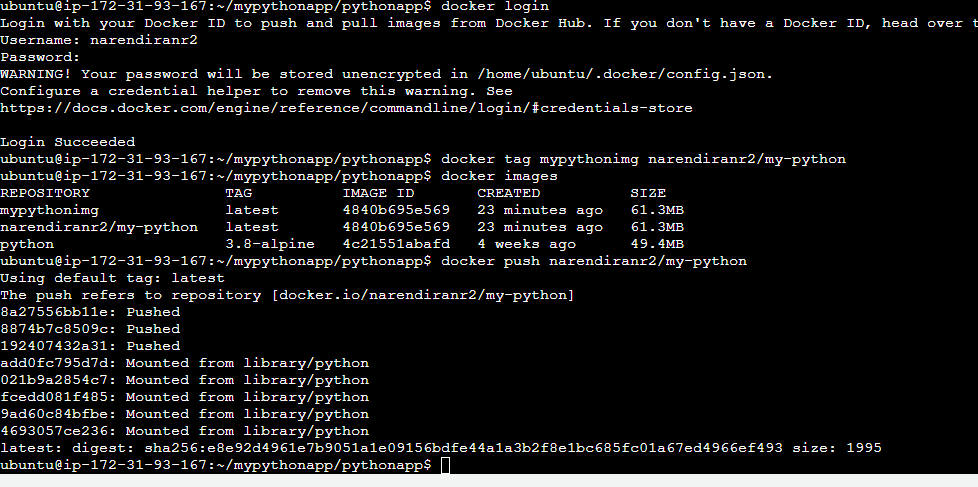 ubuntu@ip-172-31-93-167:~/mypythonapp/pythonapp$ docker login
Login with your Docker ID to push and pull images from Docker Hub. If you don't have a Docker ID, head over t
Username: narendiranr2
Password:
WARNING! Your password will be stored unencrypted in /home/ubuntu/.docker/config.json.
Configure a credential helper to remove this warning. See
https://docs.docker.com/engine/reference/commandline/login/#credentials-store
Login Succeeded
ubuntu@ip-172-31-93-167:~/mypythonapp/pythonapp$ docker tag mypythonimg narendiranr2/my-python
ubuntu@ip-172-31-93-167:~/mypythonapp/pythonapp$ docker images
REPOSITORY TAG IMAGE ID CREATED SIZE
mypythonimg latest 4840b695e569 23 minutes ago 61.3MB
narendiranr2/my-python latest 4840b695e569 23 minutes ago 61.3MB
python 3.8-alpine 4c21551abafd 4 weeks ago 49.4MB
ubuntu@ip-172-31-93-167:~/mypythonapp/pythonapp$ docker push narendiranr2/my-python
Using default tag: latest
The push refers to repository [docker.io/narendiranr2/my-python]
8a27556bb11e: Pushed
8874b7c8509c: Pushed
192407432a31: Pushed
add0fc795d7d: Mounted from library/python
021b9a2854c7: Mounted from library/python
fcedd081f485: Mounted from library/python
9ad60c84bfbe: Mounted from library/python
4693057ce236: Mounted from library/python
latest: digest: sha256:e8e92d4961e7b9051a1e09156bdfe44a1a3b2f8e1bc685fc01a67ed4966ef493 size: 1995
ubuntu@ip-172-31-93-167:~/mypythonapp/pythonapp$